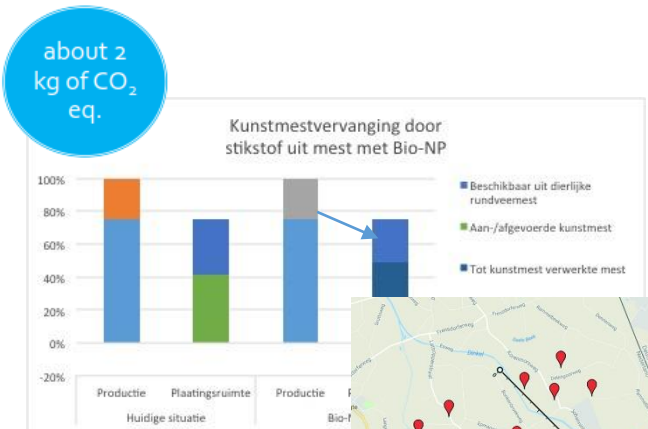 about 2
kg of CO₂
eq.
Kunstmestvervanging door
stikstof uit mest met Bio-NP
100%
80%
60%
40%
20%
0%
-20%
Beschikbaar uit dierlijke
rundveemest
Aan-/afgevoerde kunstmest
Tot kunstmest verwerkte mest
Productie Plaatingsruimte Productie
Huidige situatie
Dinkel